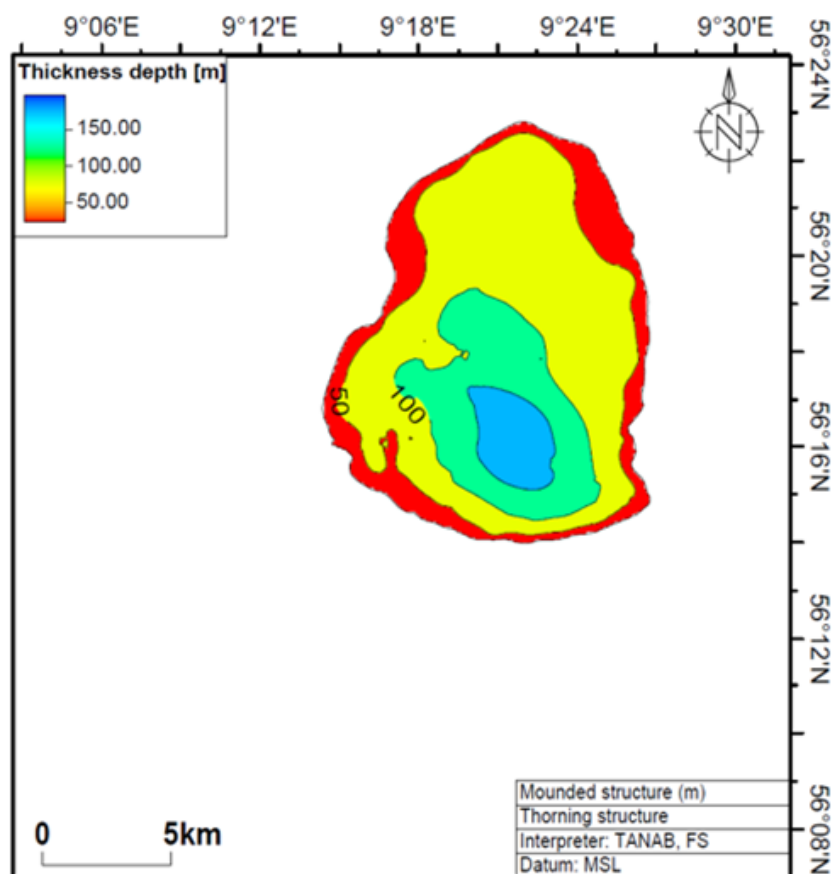 9°06'E 9°12'E 9°18'E 9°24'E 9°30'E
56°24'N
Thickness depth [m]
150.00
100.00
50.00
N
56°20'N
50
100
56°16'N
56°12'N
56°08'N
0 5km
Mounded structure (m)
Thorning structure
Interpreter: TANAB, FS
Datum: MSL